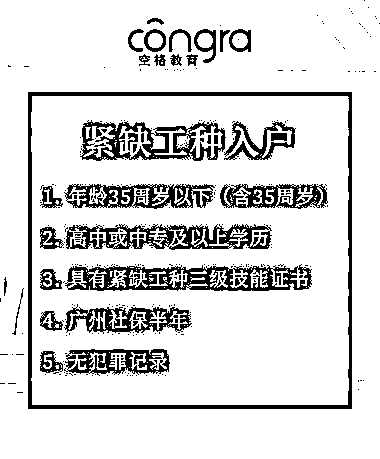 congra
空格教育
紧缺工种入户
1. 年龄35周岁以下（含35周岁）
2. 高中或中专及以上学历
3. 具有紧缺工种三级技能证书
4. 广州社保半年
5. 无犯罪记录